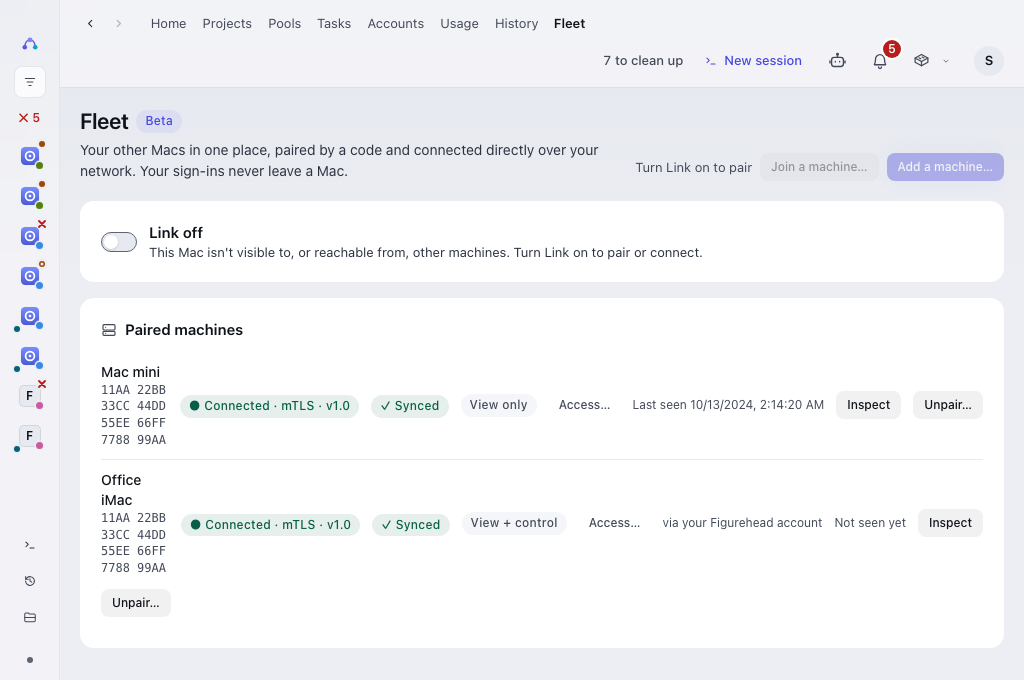 Home Projects Pools Tasks Accounts Usage History Fleet
7 to clean up New session 5 S
5
Fleet Beta
Your other Macs in one place, paired by a code and connected directly over your
network. Your sign-ins never leave a Mac.
Turn Link on to pair Join a machine... Add a machine...
Link off
This Mac isn't visible to, or reachable from, other machines. Turn Link on to pair or connect.
Paired machines
Mac mini
11AA 22BB
33CC 44DD
55EE 66FF
7788 99AA
Connected · mTLS · v1.0 ✓ Synced View only Access... Last seen 10/13/2024, 2:14:20 AM Inspect Unpair...
Office
iMac
11AA 22BB
33CC 44DD
55EE 66FF
7788 99AA
Connected · mTLS · v1.0 ✓ Synced View + control Access... via your Figurehead account Not seen yet Inspect
Unpair...
F
F